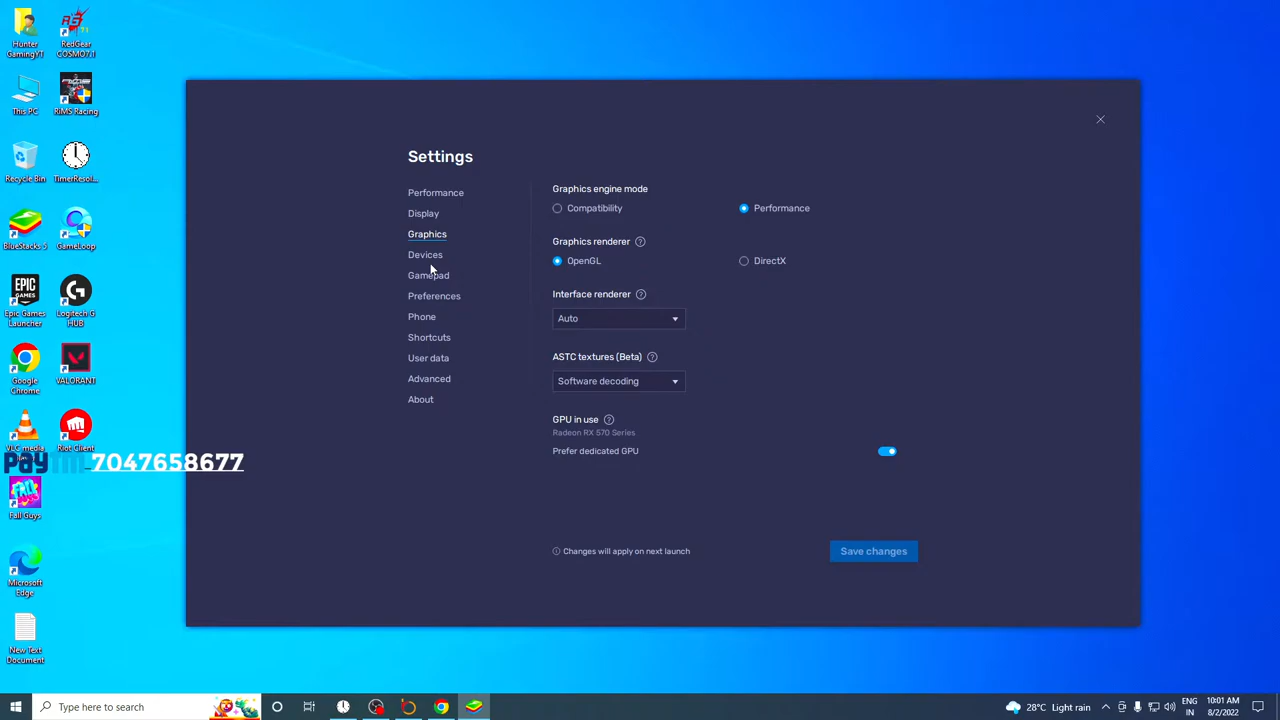 Hunter GamingYT
RedGear COSMO7.1
This PC
RiMS Racing
Recycle Bin
TimerResol...
BlueStacks 5
GameLoop
EPIC GAMES
Epic Games Launcher
Logitech G HUB
Google Chrome
VALORANT
VLC media
Riot Client
PayTM 7047658677
Fall Guys
Microsoft Edge
New Text Document
Settings
Performance
Display
Graphics
Devices
Gamepad
Preferences
Phone
Shortcuts
User data
Advanced
About
Graphics engine mode
Compatibility
Performance
Graphics renderer
OpenGL
DirectX
Interface renderer
Auto
ASTC textures (Beta)
Software decoding
GPU in use
Radeon RX 570 Series
Prefer dedicated GPU
Changes will apply on next launch
Save changes
Type here to search
28°C Light rain
ENG
IN
10:01 AM
8/2/2022